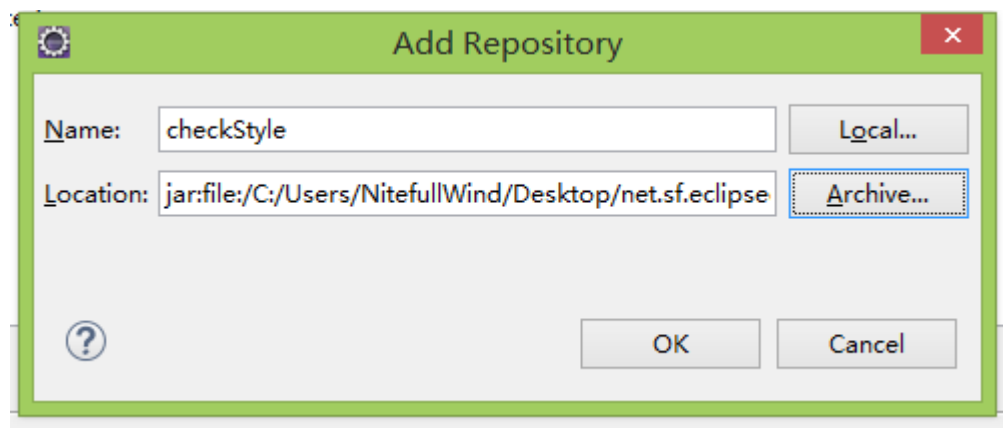 Add Repository
Name: checkStyle Local...
Location: jar:file:/C:/Users/NitefullWind/Desktop/net.sf.eclipse Archive...
? OK Cancel